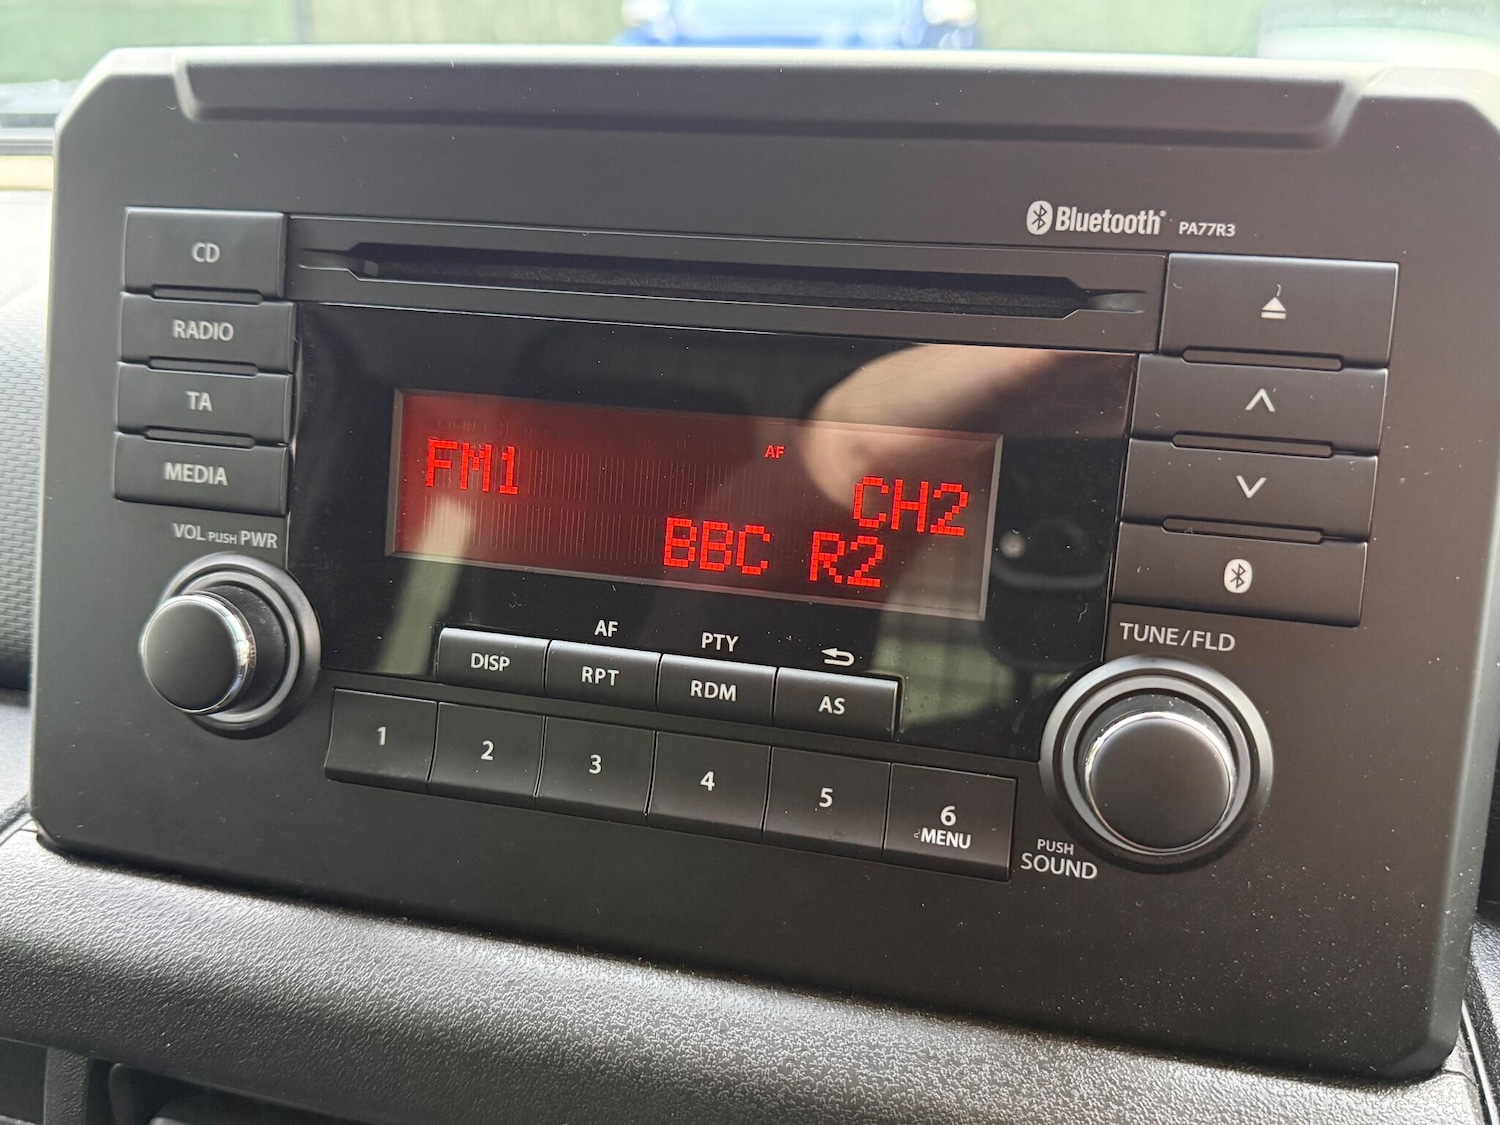 Bluetooth® PA77R3
CD
RADIO
TA
MEDIA
VOL PUSH PWR
FM1
AF
CH2
BBC R2
AF
PTY
DISP
RPT
RDM
AS
1
2
3
4
5
6
MENU
TUNE/FLD
PUSH
SOUND